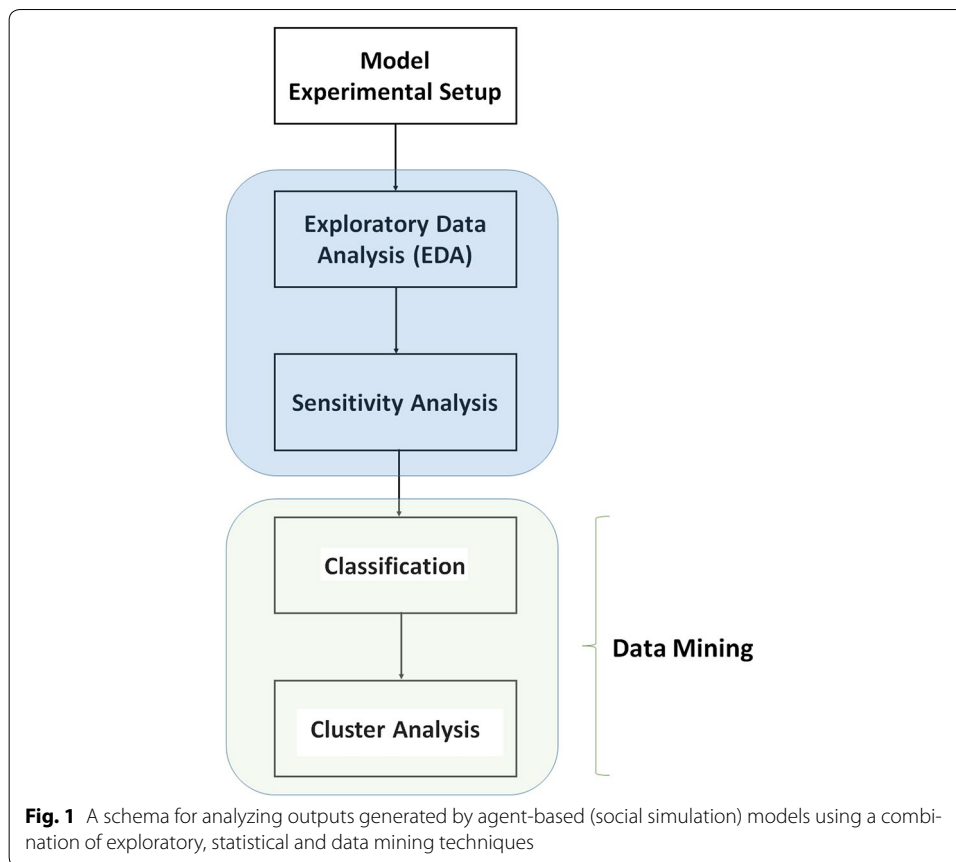 Model
Experimental Setup
Exploratory Data
Analysis (EDA)
Sensitivity Analysis
Classification
Data Mining
Cluster Analysis
Fig. 1 A schema for analyzing outputs generated by agent-based (social simulation) models using a combi-
nation of exploratory, statistical and data mining techniques